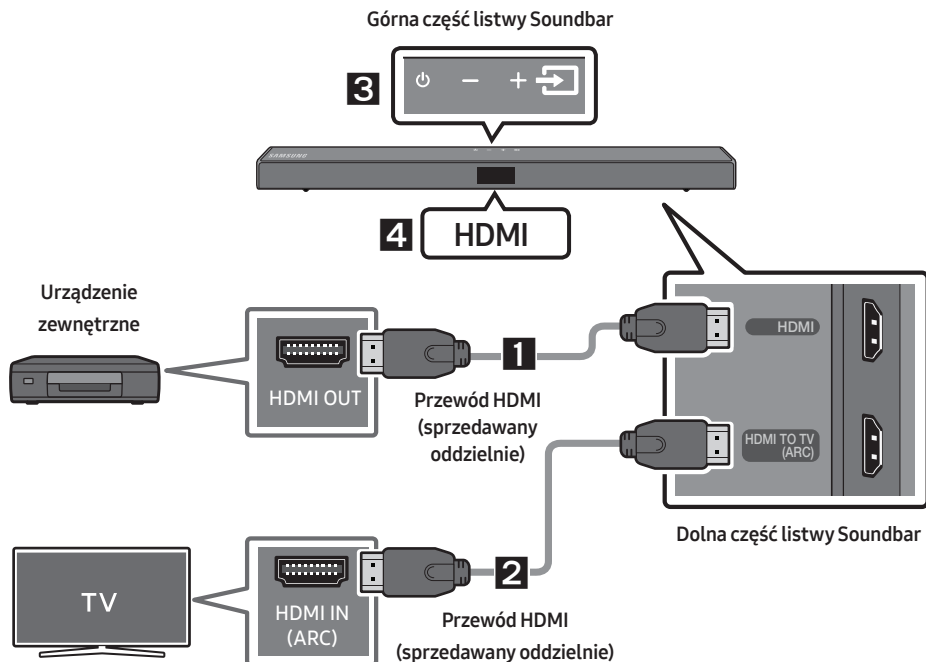 Górna część listwy Soundbar
3
SAMSUNG
4
HDMI
Urządzenie
zewnętrzne
HDMI OUT
1
Przewód HDMI
(sprzedawany
oddzielnie)
HDMI
HDMI TO TV
(ARC)
Dolna część listwy Soundbar
TV
HDMI IN
(ARC)
2
Przewód HDMI
(sprzedawany oddzielnie)